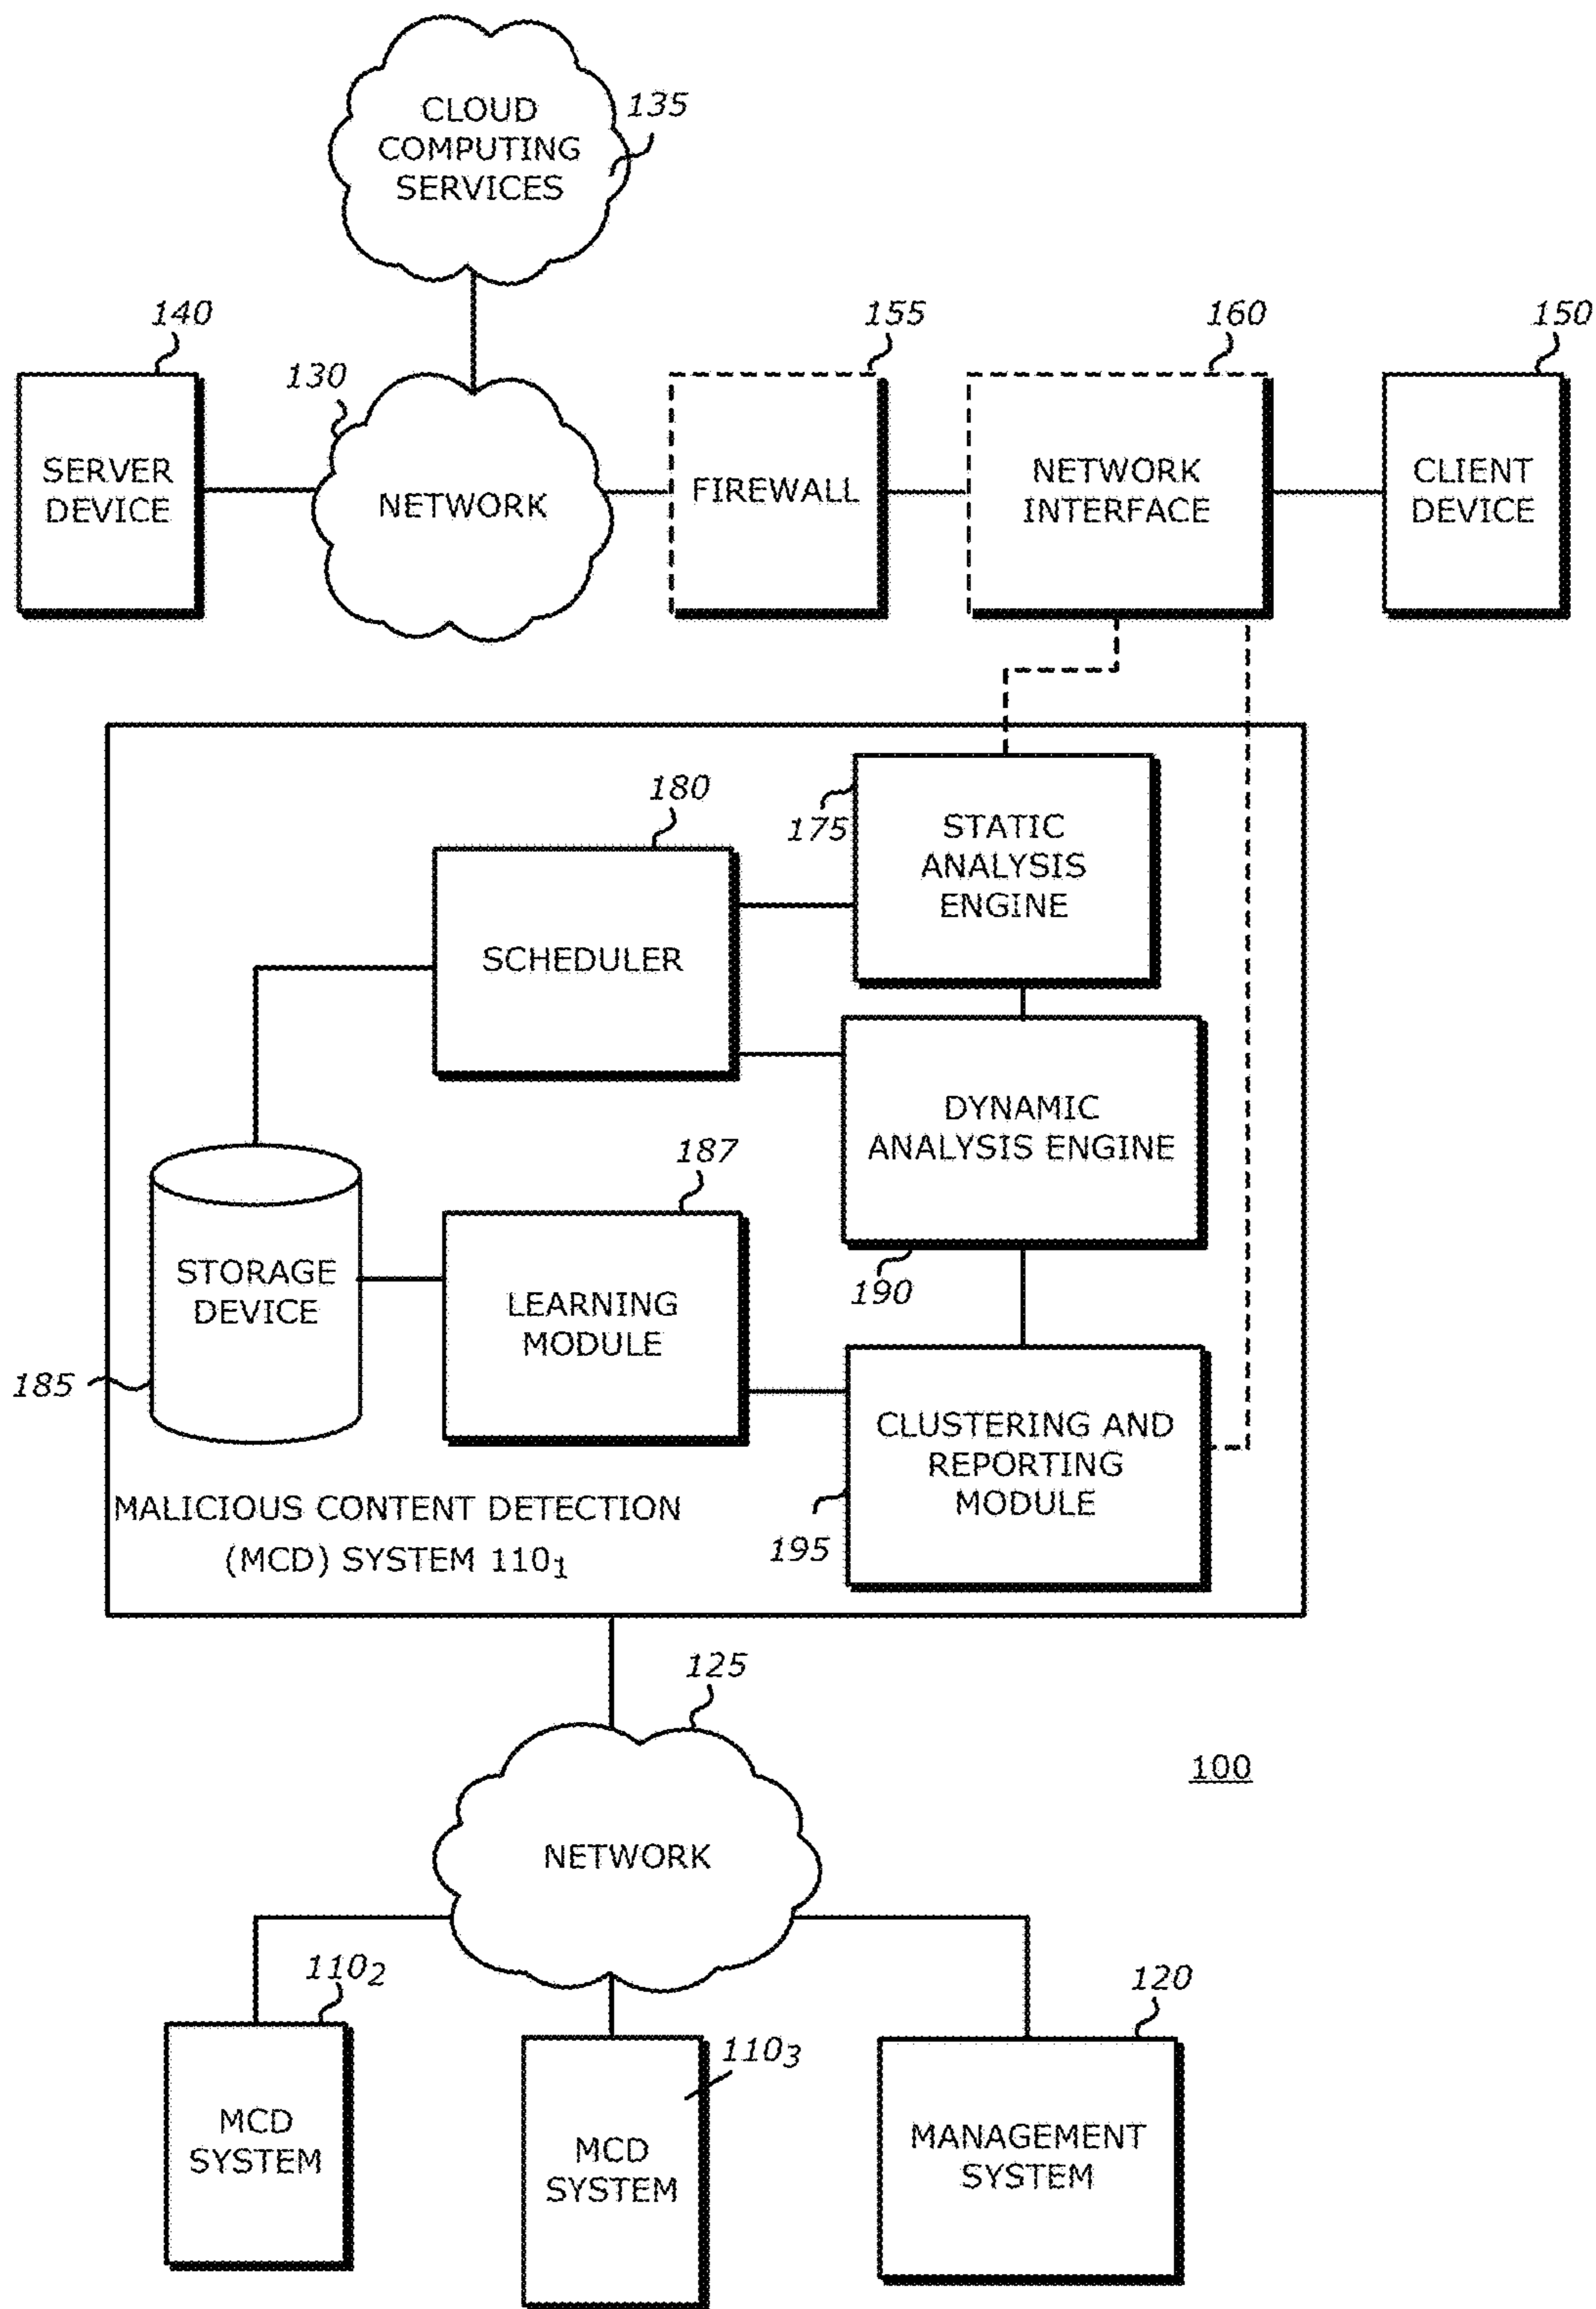 CLOUD
COMPUTING
SERVICES
135
140
130
155
160
150
SERVER
DEVICE
NETWORK
FIREWALL
NETWORK
INTERFACE
CLIENT
DEVICE
180
175
STATIC
ANALYSIS
ENGINE
SCHEDULER
DYNAMIC
ANALYSIS ENGINE
187
190
STORAGE
DEVICE
LEARNING
MODULE
185
CLUSTERING AND
REPORTING
MODULE
195
MALICIOUS CONTENT DETECTION
(MCD) SYSTEM 110₁
125
100
NETWORK
110₂
110₃
120
MCD
SYSTEM
MCD
SYSTEM
MANAGEMENT
SYSTEM